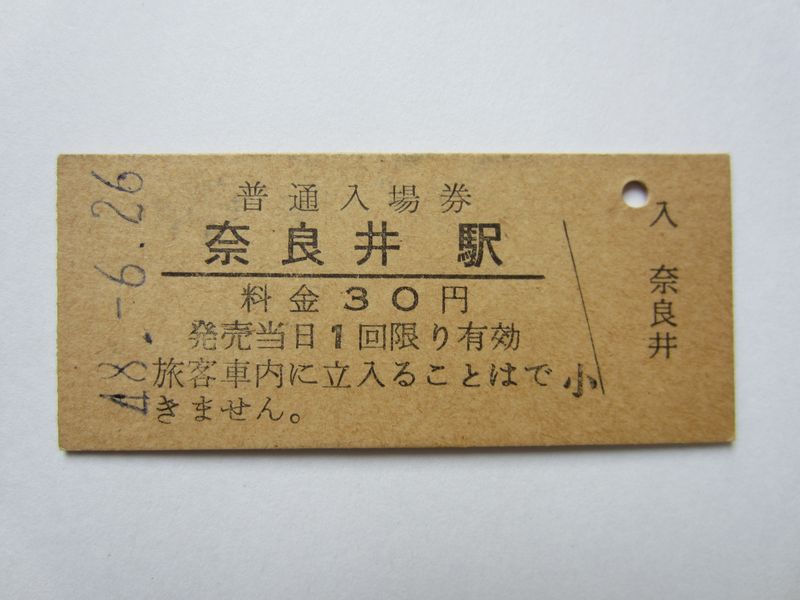 48.-6.26
普通入場券
奈良井駅
料金30円
発売当日1回限り有効
旅客車内に立入ることはで
きません。
小
入
奈良井